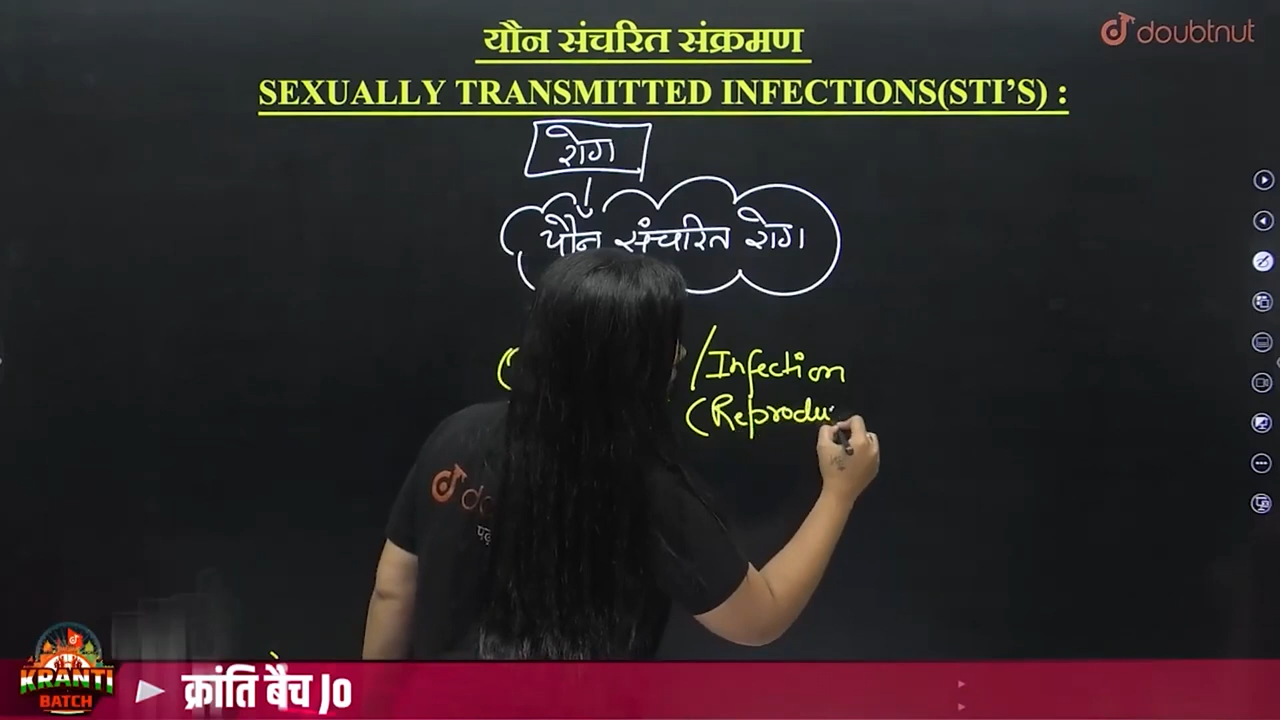 यौन संचरित संक्रमण
doubtnut
SEXUALLY TRANSMITTED INFECTIONS(STI'S) :
रोग
यौन संचरित रोग
/Infection
(Reprodu
KRANTI
BATCH
क्रांति बैच Jo